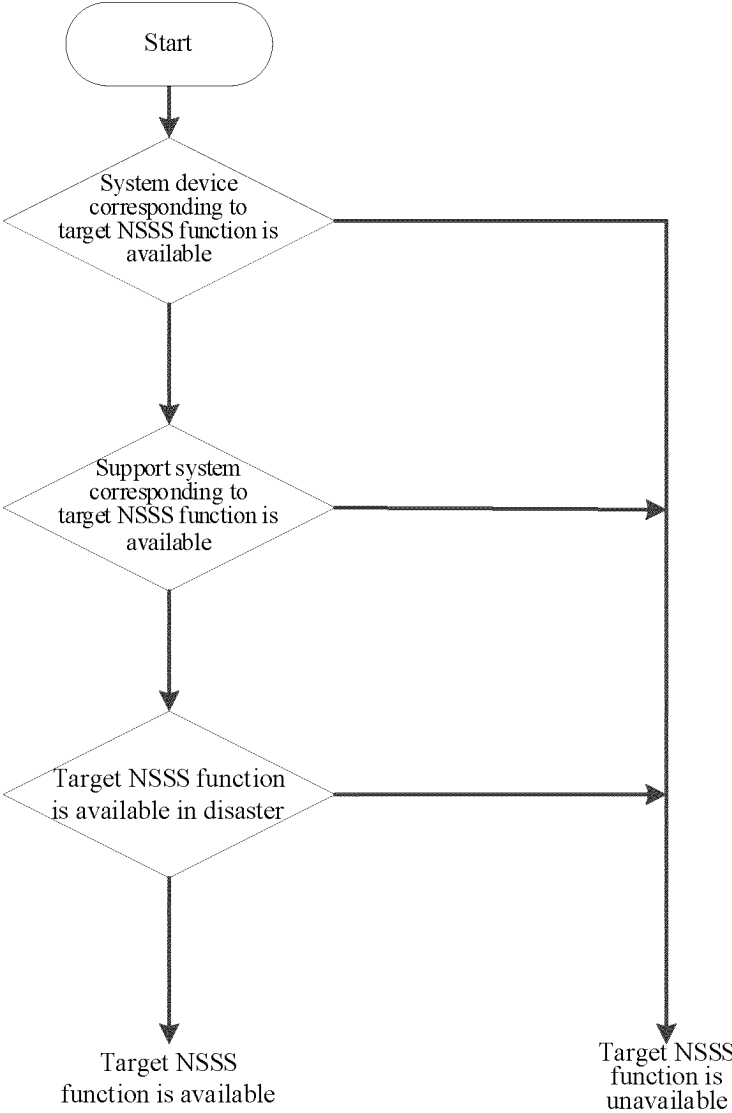 Start
System device
corresponding to
target NSSS function is
available
Support system
corresponding to
target NSSS function is
available
Target NSSS function
is available in disaster
Target NSSS
function is available
Target NSSS
function is
unavailable